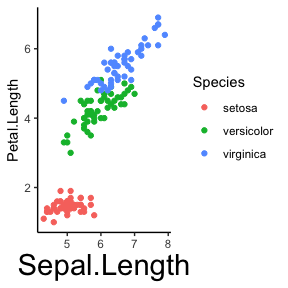 Petal.Length
6
4
2
5 6 7 8
Sepal.Length
Species
setosa
versicolor
virginica